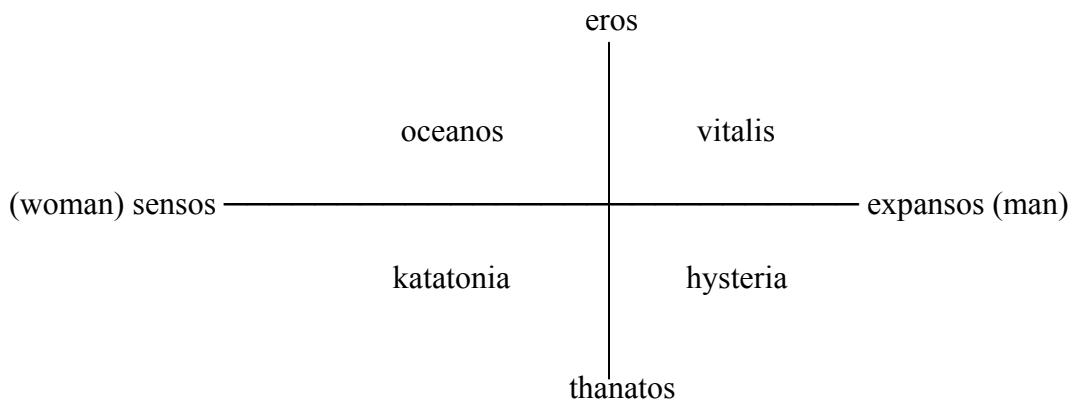 eros
oceanos vitalis
(woman) sensos expansos (man)
katatonia hysteria
thanatos